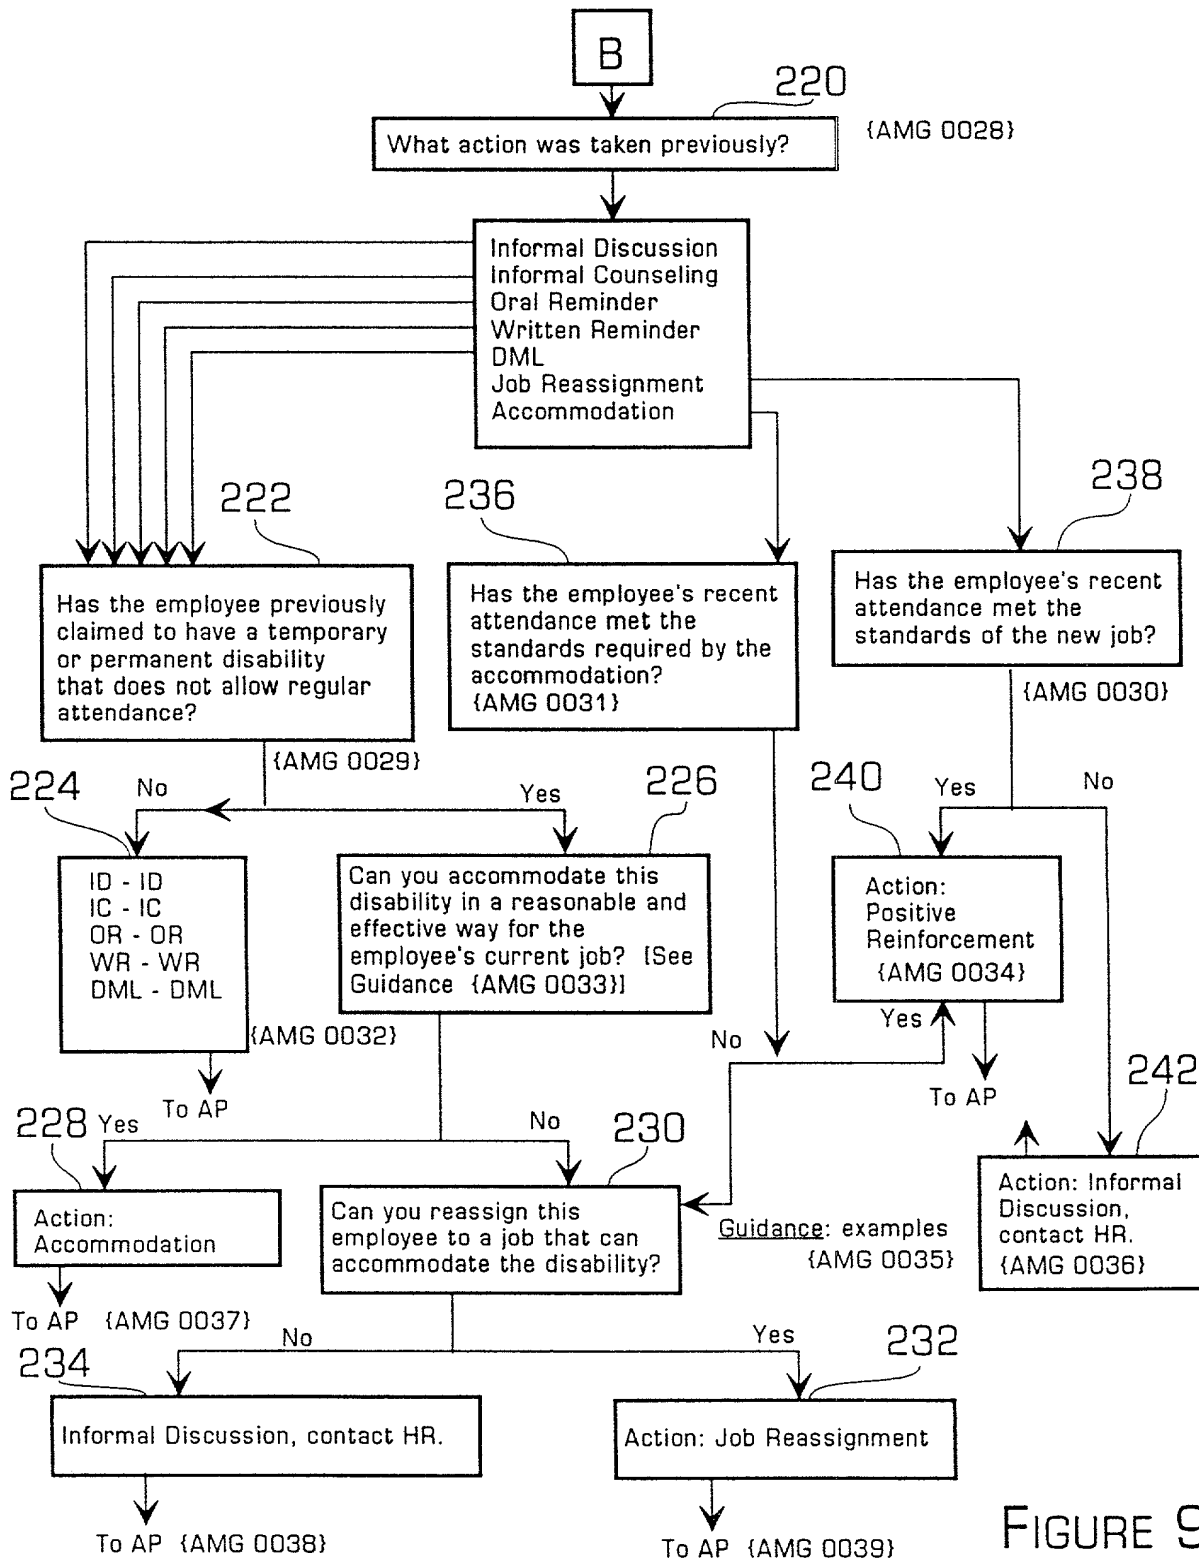 B
220
What action was taken previously?
{AMG 0028}
Informal Discussion
Informal Counseling
Oral Reminder
Written Reminder
DML
Job Reassignment
Accommodation
222
236
238
Has the employee previously
claimed to have a temporary
or permanent disability
that does not allow regular
attendance?
{AMG 0029}
Has the employee's recent
attendance met the
standards required by the
accommodation?
{AMG 0031}
Has the employee's recent
attendance met the
standards of the new job?
{AMG 0030}
224
No
Yes
226
240
Yes
No
ID - ID
IC - IC
OR - OR
WR - WR
DML - DML
{AMG 0032}
To AP
Can you accommodate this
disability in a reasonable and
effective way for the
employee's current job? [See
Guidance {AMG 0033}]
Action:
Positive
Reinforcement
{AMG 0034}
No
Yes
To AP
242
228
Yes
No
230
Action:
Accommodation
To AP {AMG 0037}
Can you reassign this
employee to a job that can
accommodate the disability?
Guidance: examples
{AMG 0035}
Action: Informal
Discussion,
contact HR.
{AMG 0036}
234
No
Yes
232
Informal Discussion, contact HR.
Action: Job Reassignment
To AP {AMG 0038}
To AP {AMG 0039}
FIGURE 9